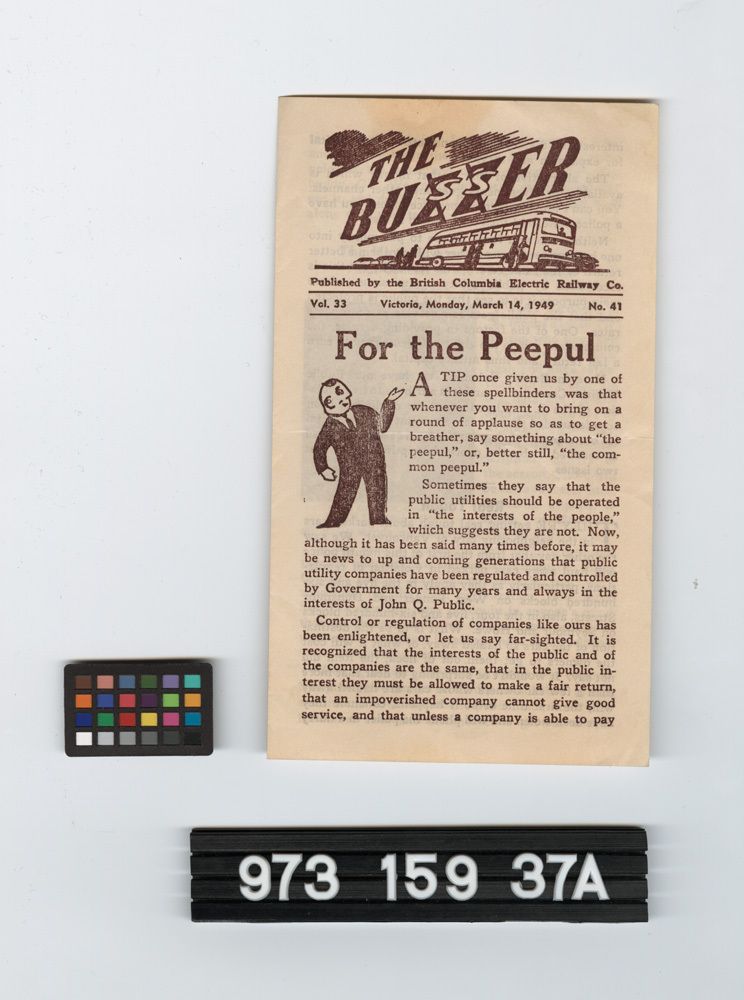 THE
BUZZER
Published by the British Columbia Electric Railway Co.
Vol. 33 Victoria, Monday, March 14, 1949 No. 41
For the Peepul
A TIP once given us by one of
these spellbinders was that
whenever you want to bring on a
round of applause so as to get a
breather, say something about "the
peepul," or, better still, "the com-
mon peepul."
Sometimes they say that the
public utilities should be operated
in "the interests of the people,"
which suggests they are not. Now,
although it has been said many times before, it may
be news to up and coming generations that public
utility companies have been regulated and controlled
by Government for many years and always in the
interests of John Q. Public.
Control or regulation of companies like ours has
been enlightened, or let us say far-sighted. It is
recognized that the interests of the public and of
the companies are the same, that in the public in-
terest they must be allowed to make a fair return,
that an impoverished company cannot give good
service, and that unless a company is able to pay
973 159 37A